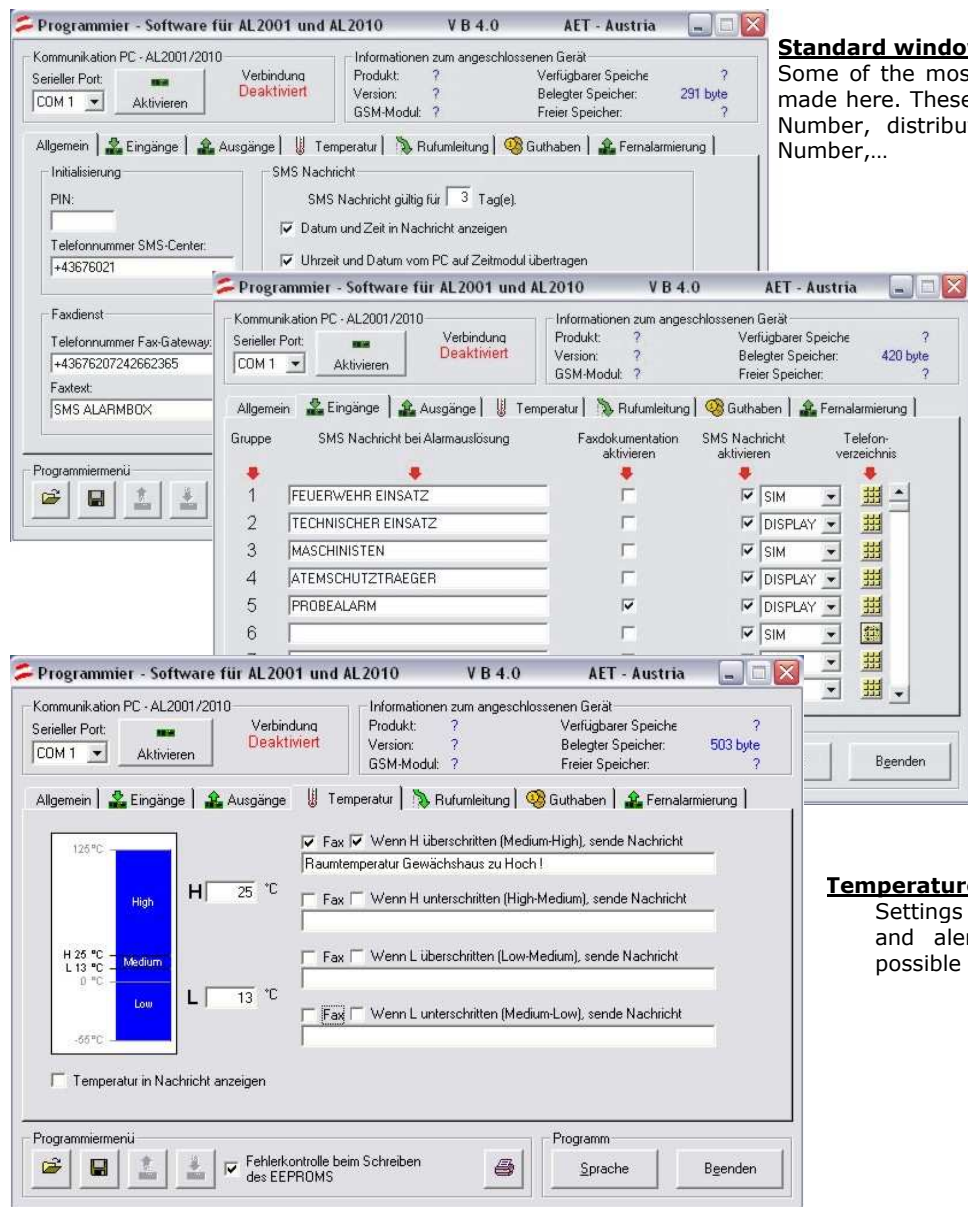 Programmier - Software für AL2001 und AL2010 V B 4.0 AET - Austria
Kommunikation PC - AL2001/2010
Serieller Port:
COM 1
Aktivieren
Verbindung
Deaktiviert
Informationen zum angeschlossenen Gerät
Produkt: ? Verfügbarer Speiche ?
Version: ? Belegter Speicher: 291 byte
GSM-Modul: ? Freier Speicher: ?
Allgemein Eingänge Ausgänge Temperatur Rufumleitung Guthaben Fernalarmierung
Initialisierung
PIN:
Telefonnummer SMS-Center:
+43676021
SMS Nachricht
SMS Nachricht gültig für 3 Tag(e).
Datum und Zeit in Nachricht anzeigen
Uhrzeit und Datum vom PC auf Zeitmodul übertragen
Faxdienst
Telefonnummer Fax-Gateway:
+43676207242662365
Faxtext:
SMS ALARMBOX
Programmiermenü
Standard windo
Some of the mos
made here. These
Number, distribu
Number,...
Programmier - Software für AL2001 und AL2010 V B 4.0 AET - Austria
Kommunikation PC - AL2001/2010
Serieller Port:
COM 1
Aktivieren
Verbindung
Deaktiviert
Informationen zum angeschlossenen Gerät
Produkt: ? Verfügbarer Speiche ?
Version: ? Belegter Speicher: 420 byte
GSM-Modul: ? Freier Speicher: ?
Allgemein Eingänge Ausgänge Temperatur Rufumleitung Guthaben Fernalarmierung
Gruppe SMS Nachricht bei Alarmauslösung Faxdokumentation SMS Nachricht Telefon-
aktivieren aktivieren verzeichnis
1 FEUERWEHR EINSATZ SIM
2 TECHNISCHER EINSATZ DISPLAY
3 MASCHINISTEN SIM
4 ATEMSCHUTZTRAEGER DISPLAY
5 PROBEALARM DISPLAY
6 SIM
Beenden
Programmier - Software für AL2001 und AL2010 V B 4.0 AET - Austria
Kommunikation PC - AL2001/2010
Serieller Port:
COM 1
Aktivieren
Verbindung
Deaktiviert
Informationen zum angeschlossenen Gerät
Produkt: ? Verfügbarer Speiche ?
Version: ? Belegter Speicher: 503 byte
GSM-Modul: ? Freier Speicher: ?
Allgemein Eingänge Ausgänge Temperatur Rufumleitung Guthaben Fernalarmierung
125°C
High
H 25 °C
Medium
L 13 °C
0 °C
Low
-55°C
H 25 °C
L 13 °C
Fax Wenn H überschritten (Medium-High), sende Nachricht
Raumtemperatur Gewächshaus zu Hoch !
Fax Wenn H unterschritten (High-Medium), sende Nachricht
Fax Wenn L überschritten (Low-Medium), sende Nachricht
Fax Wenn L unterschritten (Medium-Low), sende Nachricht
Temperatur in Nachricht anzeigen
Programmiermenü
Fehlerkontrolle beim Schreiben
des EEPROMS
Programm
Sprache
Beenden
Temperature
Settings
and aler
possible